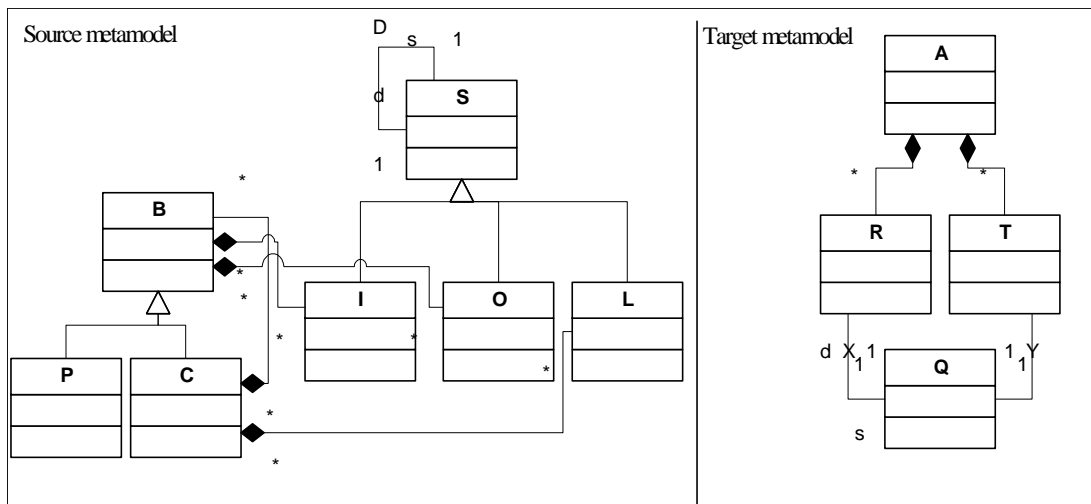 Source metamodel
D
s 1
d
S
1
*
B
*
*
I
*
O
*
L
*
P
C
*
*
Target metamodel
A
* *
R T
d X 1 1 Y
1 1
Q
s